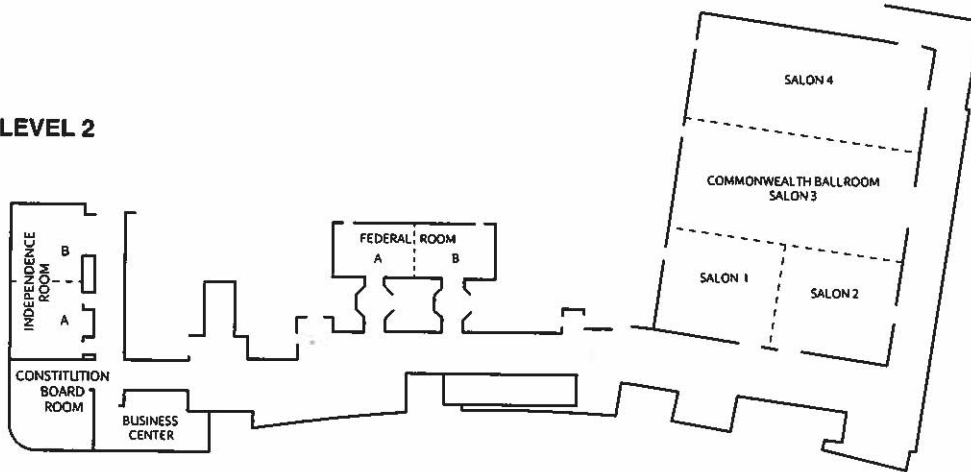 LEVEL 2
SALON 4
COMMONWEALTH BALLROOM
SALON 3
SALON 1
SALON 2
FEDERAL ROOM
A
B
INDEPENDENCE
ROOM
B
A
CONSTITUTION
BOARD
ROOM
BUSINESS
CENTER